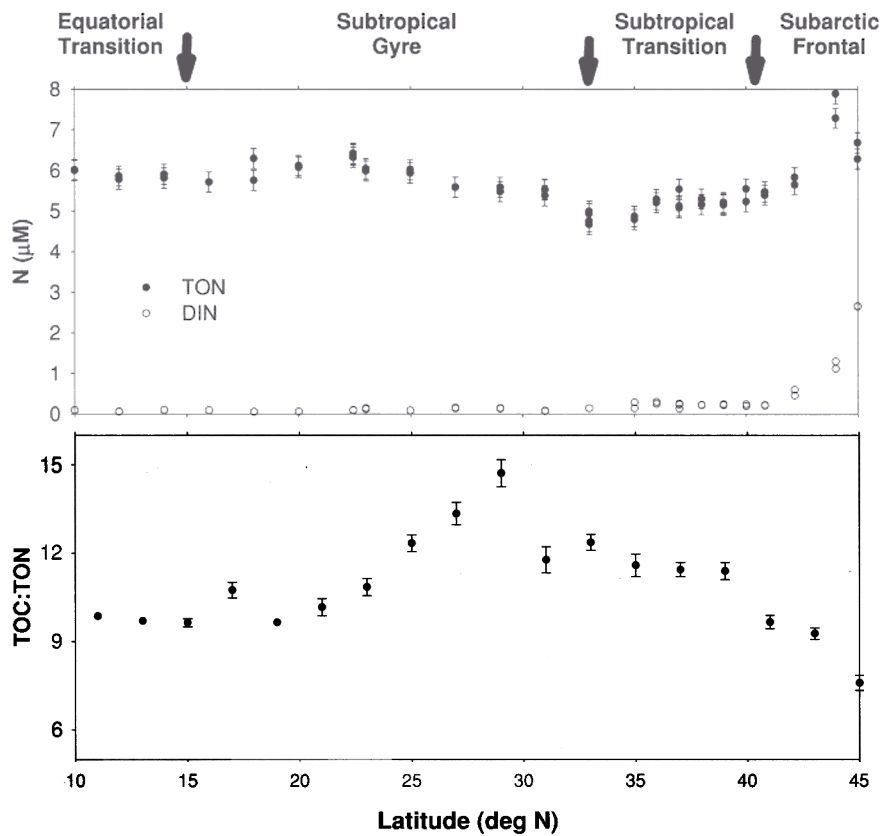 Equatorial
Transition
Subtropical
Gyre
Subtropical
Transition
Subarctic
Frontal
8
7
6
5
4
3
2
1
0
N (μM)
TON
DIN
15
12
9
6
TOC:TON
10 15 20 25 30 35 40 45
Latitude (deg N)